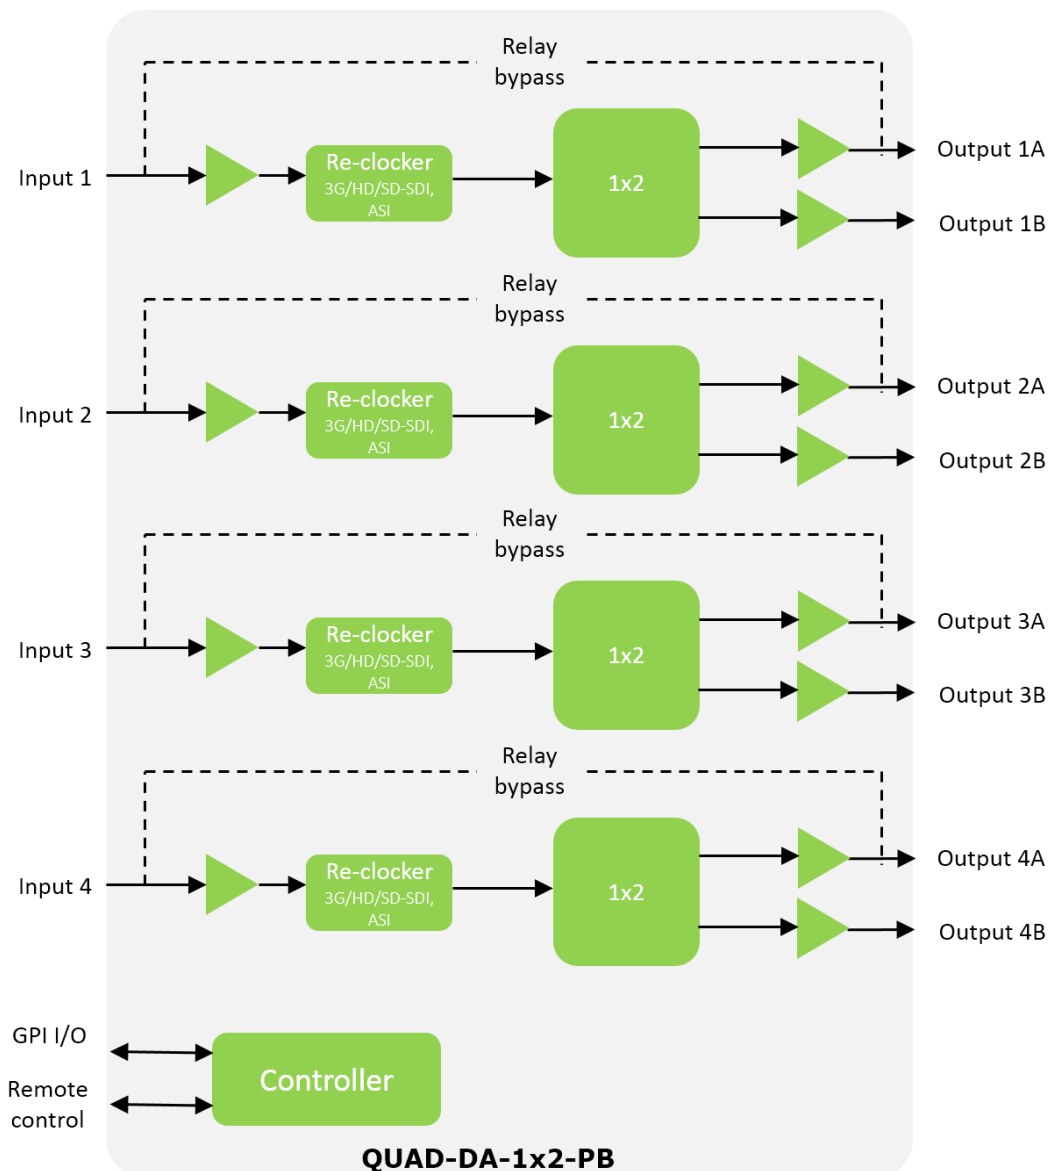 Relay
bypass
Input 1
Re-clocker
3G/HD/SD-SDI,
ASI
1x2
Output 1A
Output 1B
Relay
bypass
Input 2
Re-clocker
3G/HD/SD-SDI,
ASI
1x2
Output 2A
Output 2B
Relay
bypass
Input 3
Re-clocker
3G/HD/SD-SDI,
ASI
1x2
Output 3A
Output 3B
Relay
bypass
Input 4
Re-clocker
3G/HD/SD-SDI,
ASI
1x2
Output 4A
Output 4B
GPI I/O
Remote
control
Controller
QUAD-DA-1x2-PB